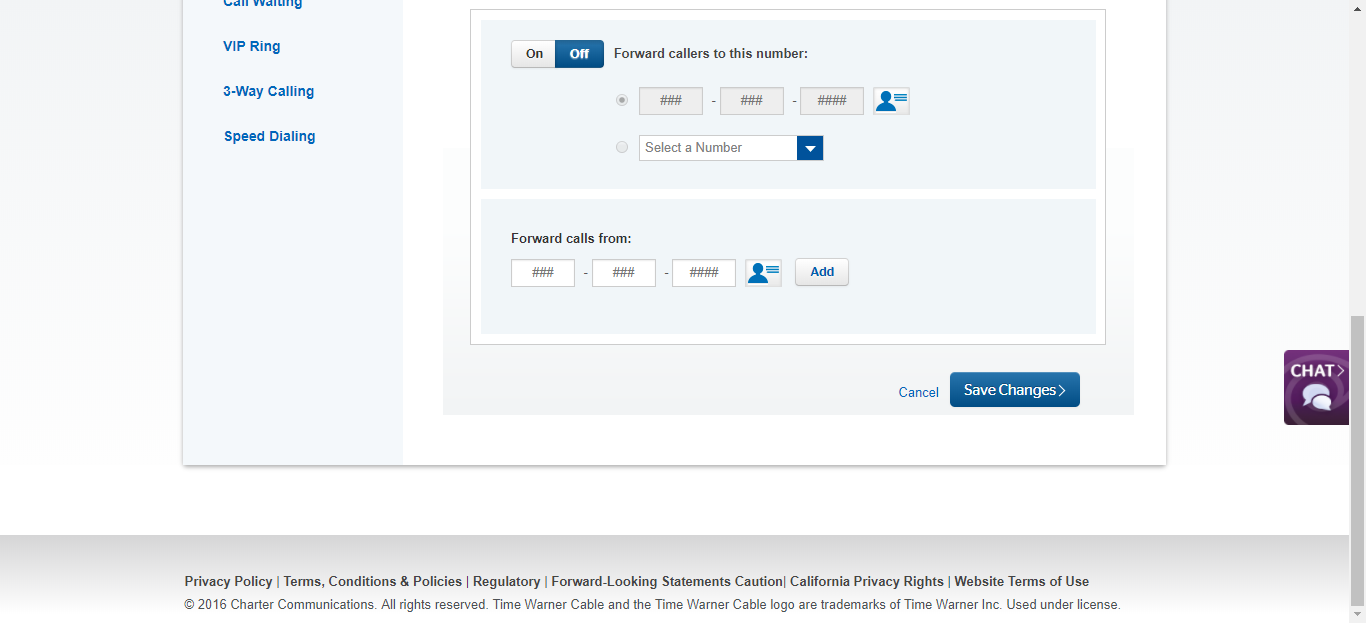 Call Waiting
VIP Ring
3-Way Calling
Speed Dialing
On Off Forward callers to this number:
### - ### - ####
Select a Number
Forward calls from:
### - ### - #### Add
Cancel Save Changes >
CHAT >
Privacy Policy | Terms, Conditions & Policies | Regulatory | Forward-Looking Statements Caution| California Privacy Rights | Website Terms of Use
© 2016 Charter Communications. All rights reserved. Time Warner Cable and the Time Warner Cable logo are trademarks of Time Warner Inc. Used under license.